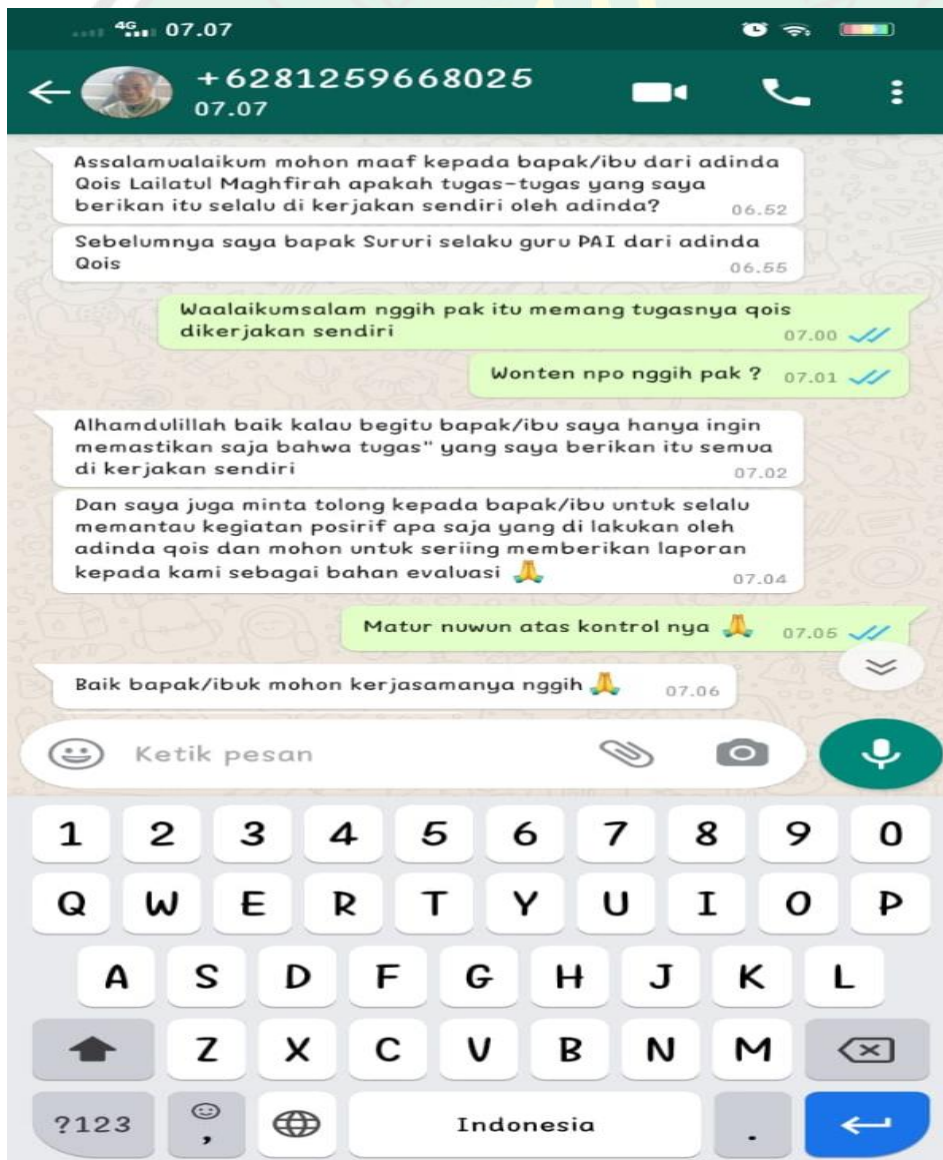 4G 07.07
+6281259668025
07.07
Assalamualaikum mohon maaf kepada bapak/ibu dari adinda
Qois Lailatul Maghfirah apakah tugas-tugas yang saya
berikan itu selalu di kerjakan sendiri oleh adinda? 06.52
Sebelumnya saya bapak Sururi selaku guru PAI dari adinda
Qois 06.55
Waalaikumsalam nggih pak itu memang tugasnya qois
dikerjakan sendiri 07.00
Wonten npo nggih pak ? 07.01
Alhamdulillah baik kalau begitu bapak/ibu saya hanya ingin
memastikan saja bahwa tugas" yang saya berikan itu semua
di kerjakan sendiri 07.02
Dan saya juga minta tolong kepada bapak/ibu untuk selalu
memantau kegiatan posirif apa saja yang di lakukan oleh
adinda qois dan mohon untuk seriing memberikan laporan
kepada kami sebagai bahan evaluasi 🙏 07.04
Matur nuwun atas kontrol nya 🙏 07.05
Baik bapak/ibuk mohon kerjasamanya nggih 🙏 07.06
Ketik pesan
1 2 3 4 5 6 7 8 9 0
Q W E R T Y U I O P
A S D F G H J K L
Z X C V B N M
?123 , Indonesia .